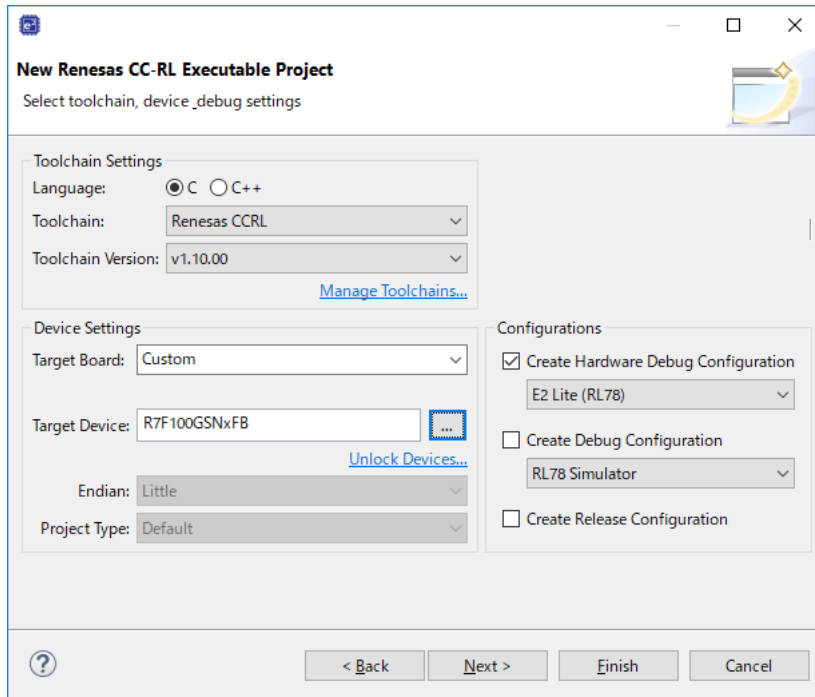 New Renesas CC-RL Executable Project
Select toolchain, device _debug settings
Toolchain Settings
Language: C C++
Toolchain: Renesas CCRL
Toolchain Version: v1.10.00
Manage Toolchains...
Device Settings
Target Board: Custom
Target Device: R7F100GSNxFB ...
Unlock Devices...
Endian: Little
Project Type: Default
Configurations
Create Hardware Debug Configuration
E2 Lite (RL78)
Create Debug Configuration
RL78 Simulator
Create Release Configuration
? < Back Next > Finish Cancel